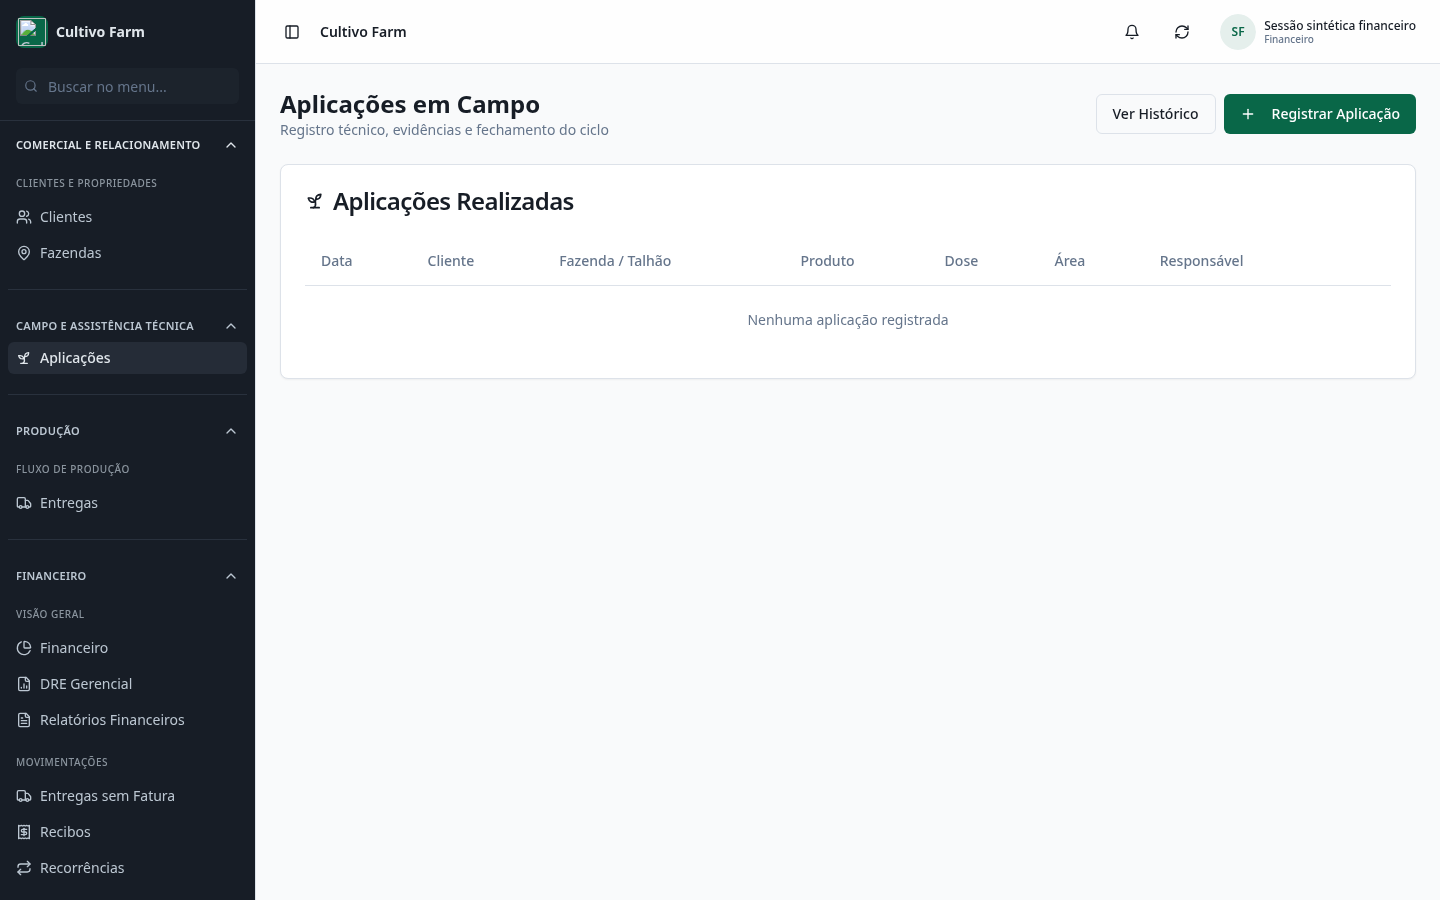 Cultivo Farm
Buscar no menu...
COMERCIAL E RELACIONAMENTO
CLIENTES E PROPRIEDADES
Clientes
Fazendas
CAMPO E ASSISTÊNCIA TÉCNICA
Aplicações
PRODUÇÃO
FLUXO DE PRODUÇÃO
Entregas
FINANCEIRO
VISÃO GERAL
Financeiro
DRE Gerencial
Relatórios Financeiros
MOVIMENTAÇÕES
Entregas sem Fatura
Recibos
Recorrências
Cultivo Farm
SF
Sessão sintética financeiro
Financeiro
Aplicações em Campo
Registro técnico, evidências e fechamento do ciclo
Ver Histórico
Registrar Aplicação
Aplicações Realizadas
Data Cliente Fazenda / Talhão Produto Dose Área Responsável
Nenhuma aplicação registrada